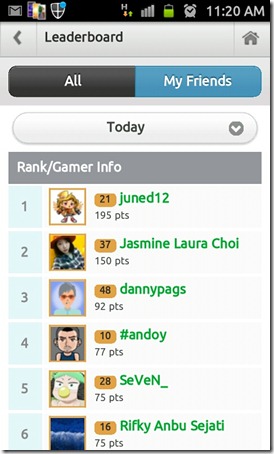 H
11:20 AM
Leaderboard
All
My Friends
Today
Rank/Gamer Info
1
21 juned12
195 pts
2
37 Jasmine Laura Choi
150 pts
3
48 dannypags
92 pts
4
10 #andoy
77 pts
5
28 SeVeN_
75 pts
6
16 Rifky Anbu Sejati
75 pts